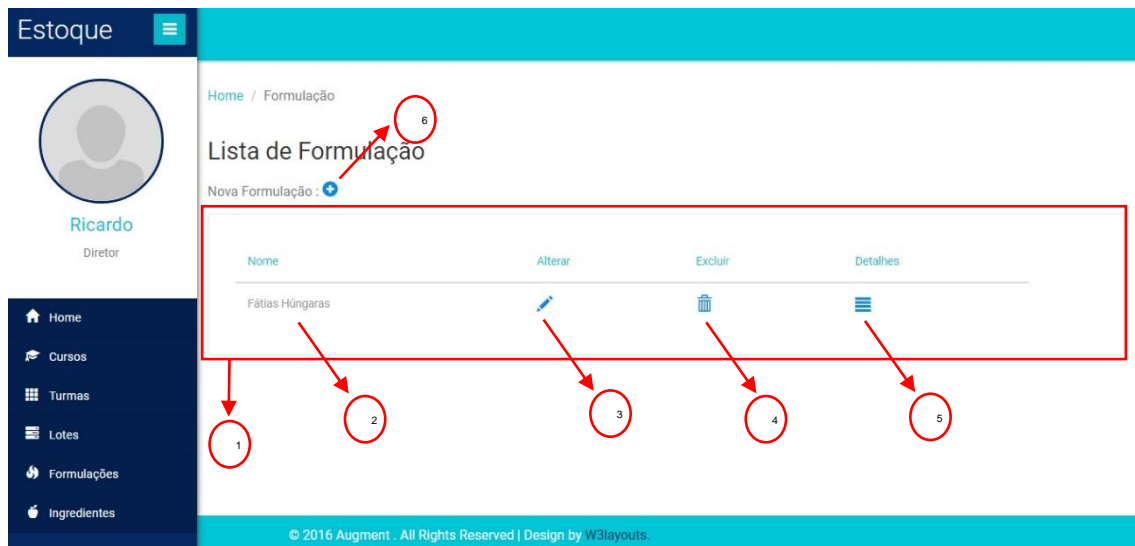 Estoque
Home / Formulação
6
Lista de Formulação
Nova Formulação :
Ricardo
Diretor
Nome Alterar Excluir Detalhes
Fátias Húngaras
Home
Cursos
Turmas
Lotes
Formulações
Ingredientes
1
2
3
4
5
© 2016 Augment . All Rights Reserved | Design by W3layouts.